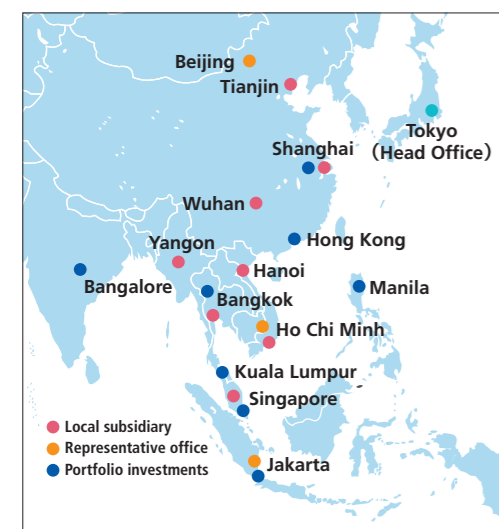 Beijing
Tianjin
Tokyo
（Head Office）
Shanghai
Wuhan
Yangon
Hong Kong
Hanoi
Bangalore
Bangkok
Manila
Ho Chi Minh
Kuala Lumpur
Singapore
Local subsidiary
Representative office
Portfolio investments
Jakarta